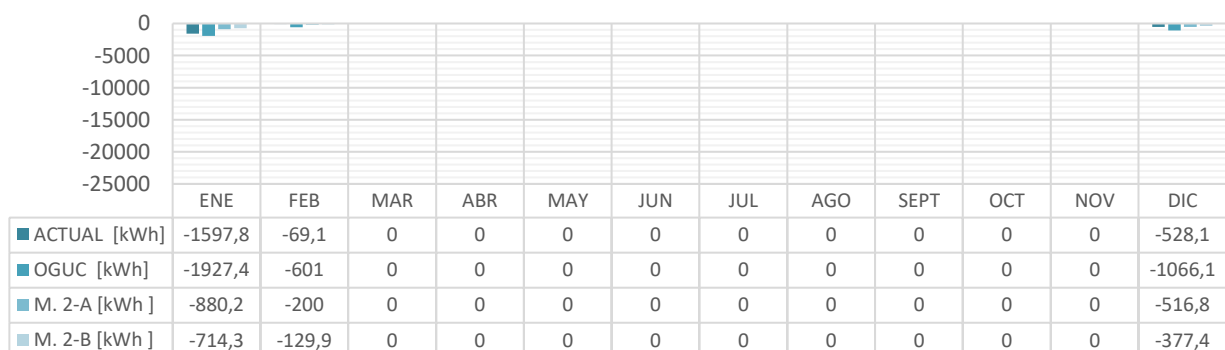 0
-5000
-10000
-15000
-20000
-25000
ENE FEB MAR ABR MAY JUN JUL AGO SEPT OCT NOV DIC
ACTUAL [kWh] -1597,8 -69,1 0 0 0 0 0 0 0 0 0 -528,1
OGUC [kWh] -1927,4 -601 0 0 0 0 0 0 0 0 0 -1066,1
M. 2-A [kWh ] -880,2 -200 0 0 0 0 0 0 0 0 0 -516,8
M. 2-B [kWh ] -714,3 -129,9 0 0 0 0 0 0 0 0 0 -377,4